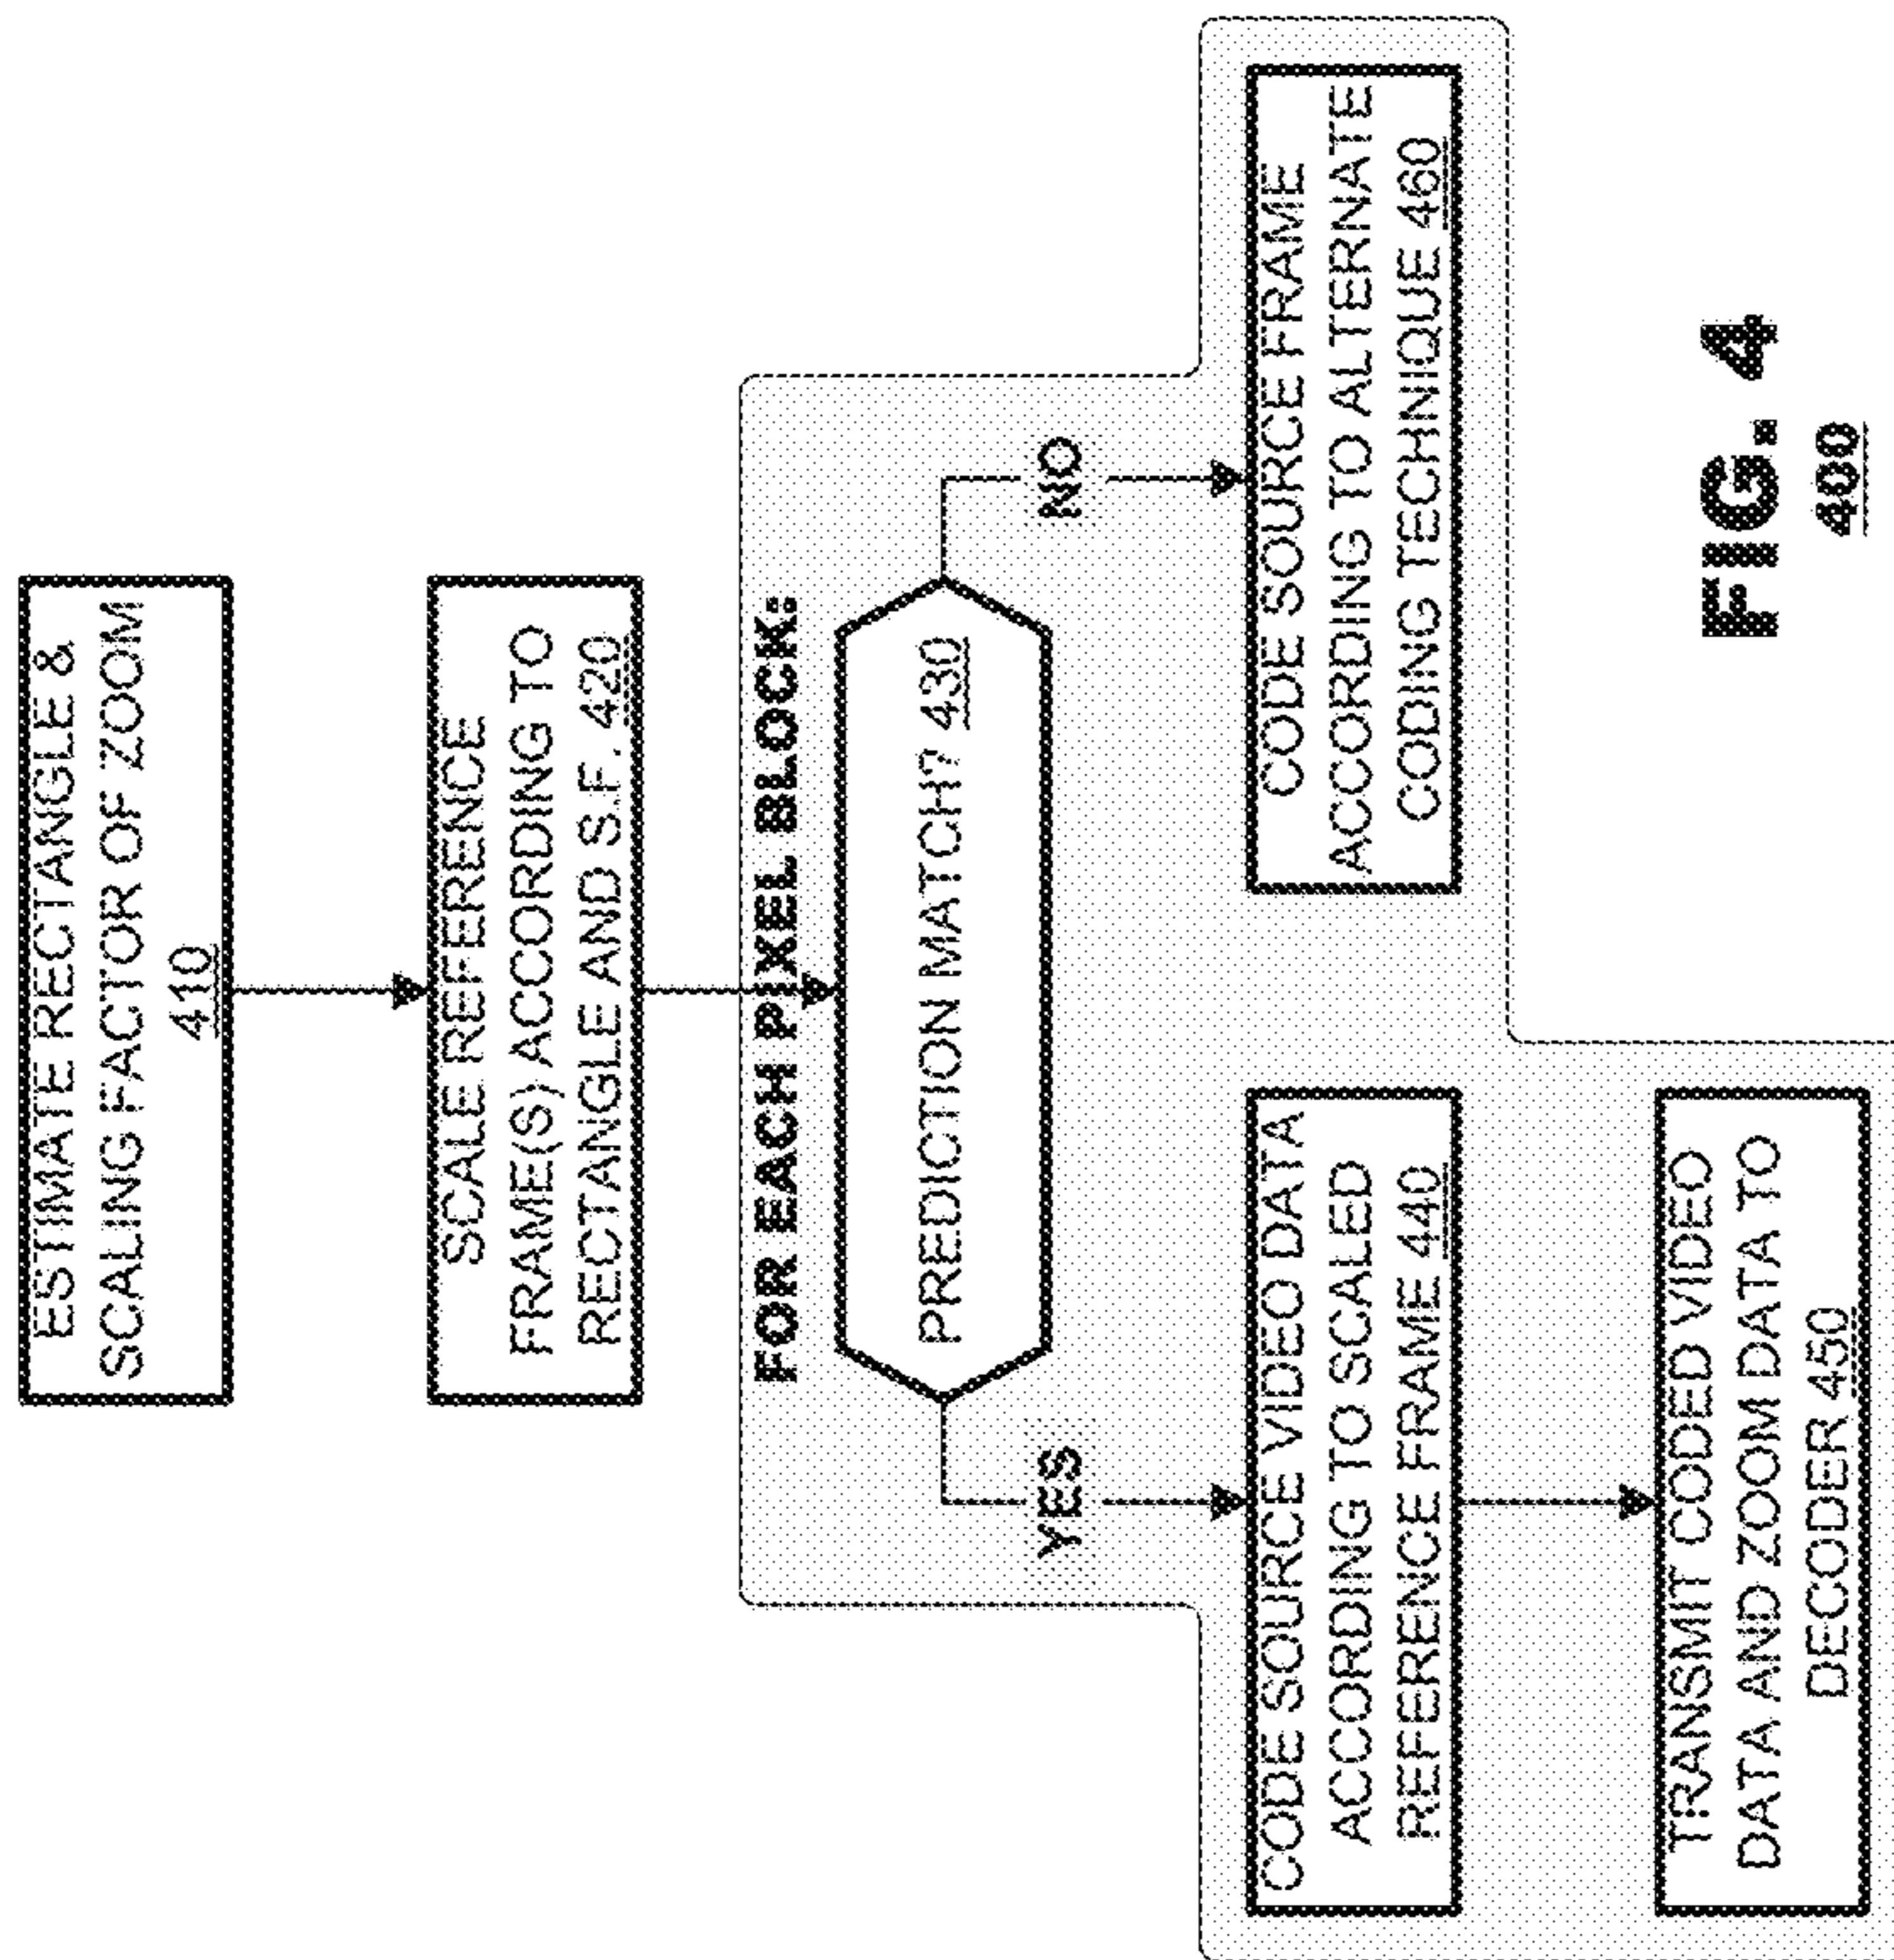 ESTIMATE RECTANGLE &
SCALING FACTOR OF ZOOM
410
SCALE REFERENCE
FRAME(S) ACCORDING TO
RECTANGLE AND S.F. 420
FOR EACH PIXEL BLOCK:
PREDICTION MATCH? 430
YES
NO
CODE SOURCE VIDEO DATA
ACCORDING TO SCALED
REFERENCE FRAME 440
CODE SOURCE FRAME
ACCORDING TO ALTERNATE
CODING TECHNIQUE 460
TRANSMIT CODED VIDEO
DATA AND ZOOM DATA TO
DECODER 450
FIG. 4
400